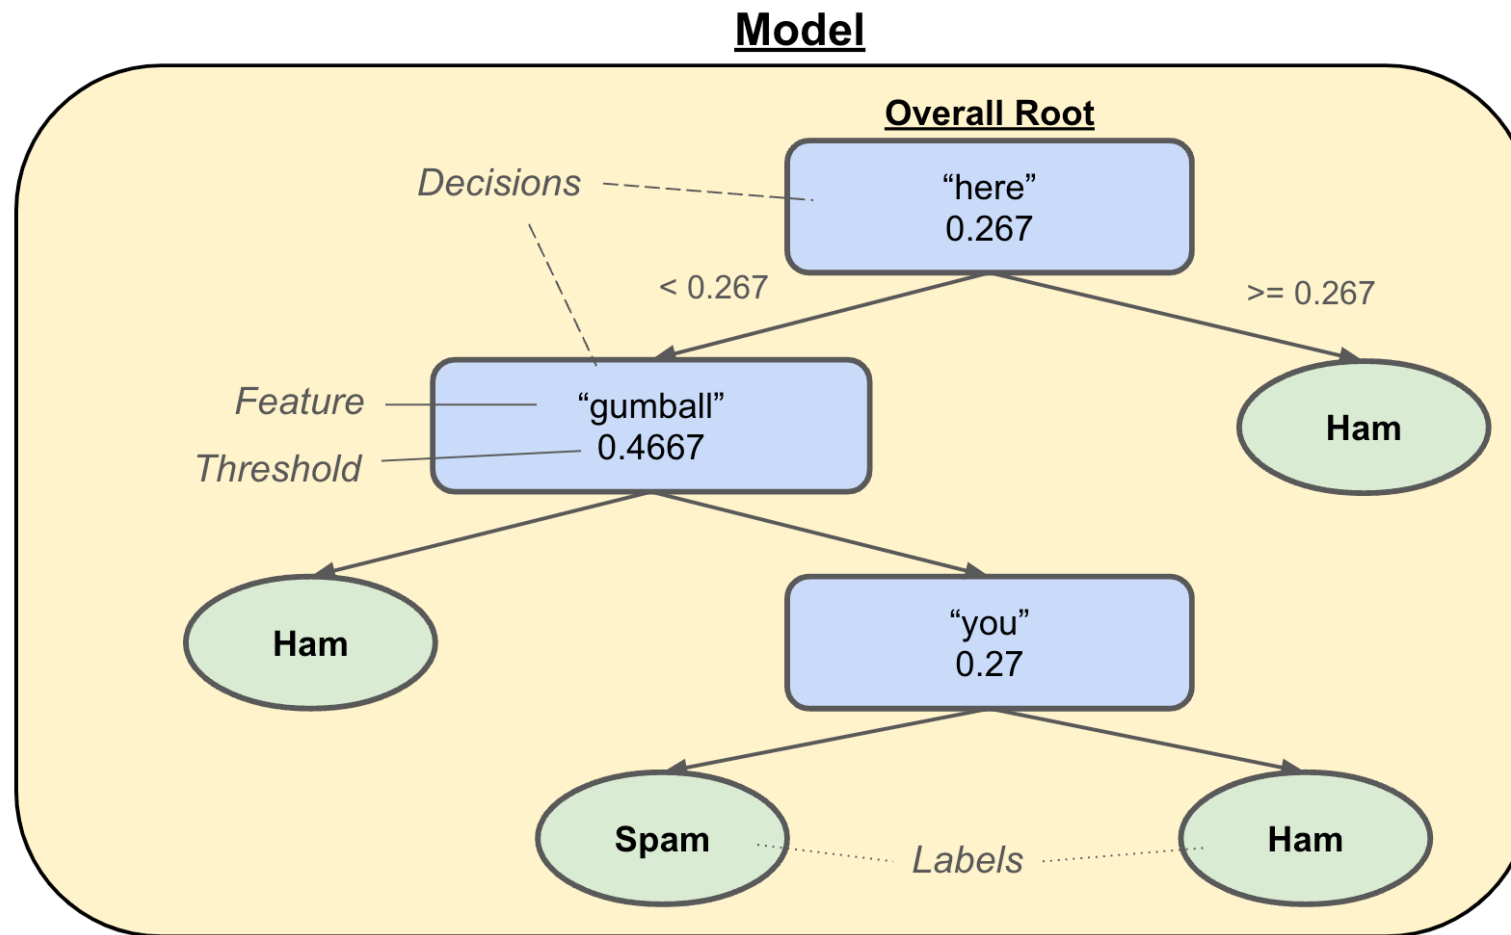 Model
Overall Root
Decisions
“here”
0.267
< 0.267
>= 0.267
Feature
“gumball”
Threshold
0.4667
Ham
Ham
“you”
0.27
Spam
Labels
Ham